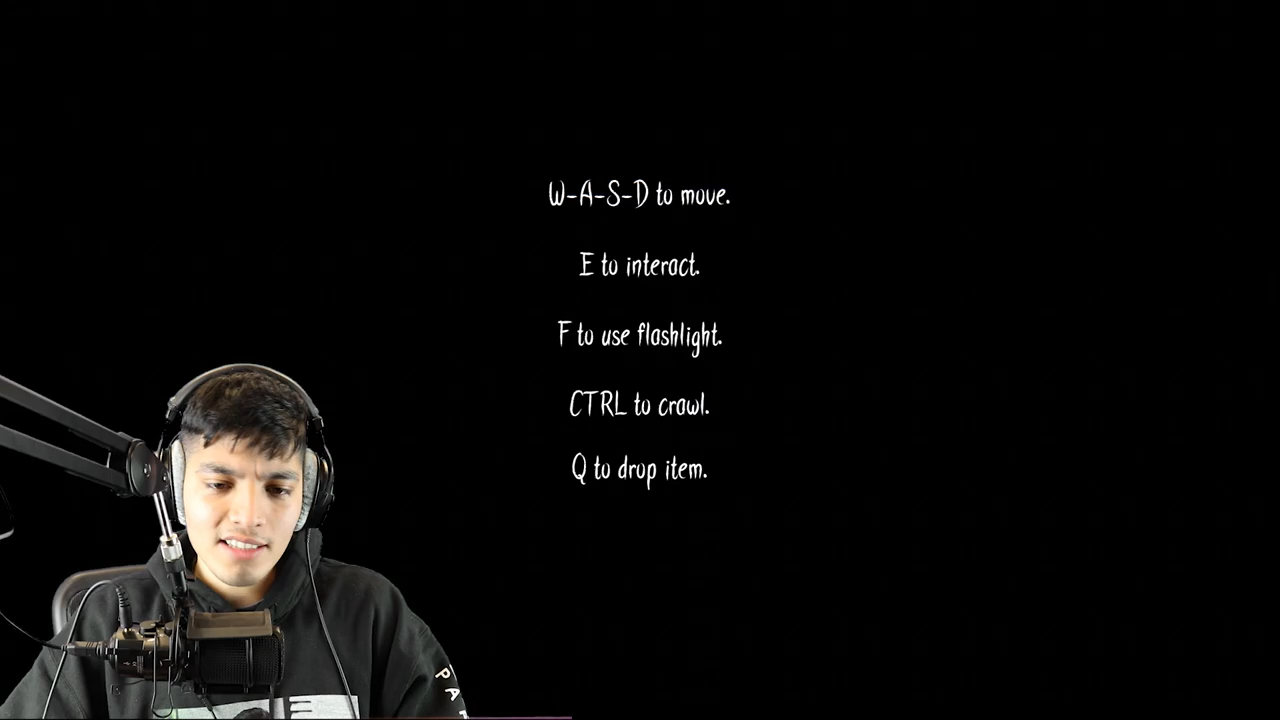 W-A-S-D to move.
E to interact.
F to use flashlight.
CTRL to crawl.
Q to drop item.
P A